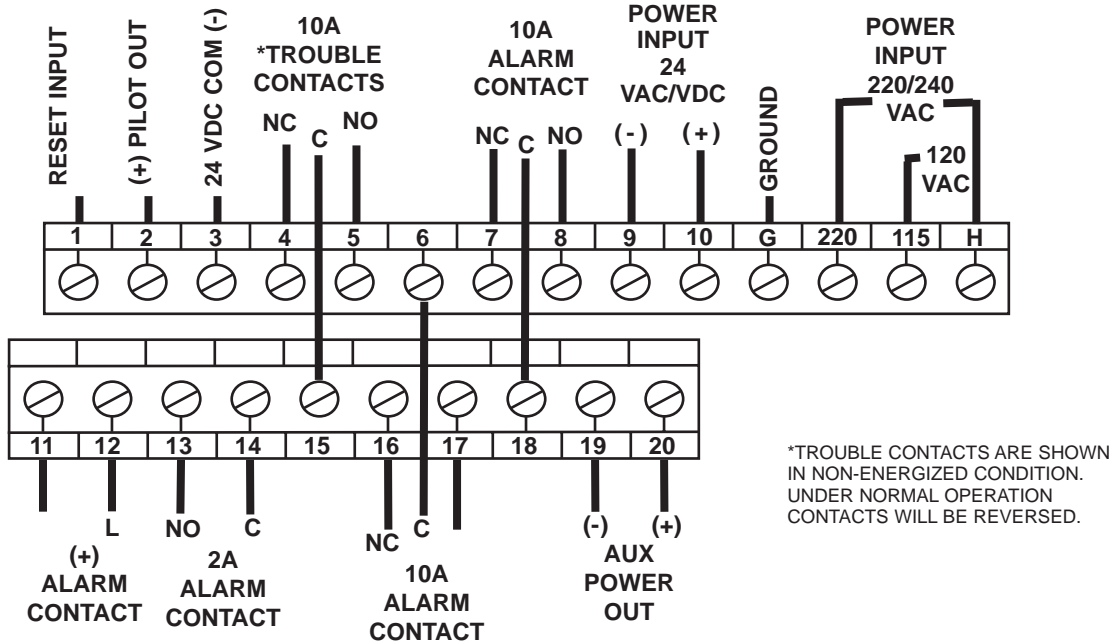 RESET INPUT
(+) PILOT OUT
24 VDC COM (-)
10A
*TROUBLE
CONTACTS
NC
C
NO
10A
ALARM
CONTACT
NC
C
NO
POWER
INPUT
24
VAC/VDC
(-)
(+)
GROUND
POWER
INPUT
220/240
VAC
120
VAC
1 2 3 4 5 6 7 8 9 10 G 220 115 H
11 12 13 14 15 16 17 18 19 20
L
(+)
ALARM
CONTACT
NO
C
2A
ALARM
CONTACT
NC
C
10A
ALARM
CONTACT
(-)
(+)
AUX
POWER
OUT
*TROUBLE CONTACTS ARE SHOWN
IN NON-ENERGIZED CONDITION.
UNDER NORMAL OPERATION
CONTACTS WILL BE REVERSED.